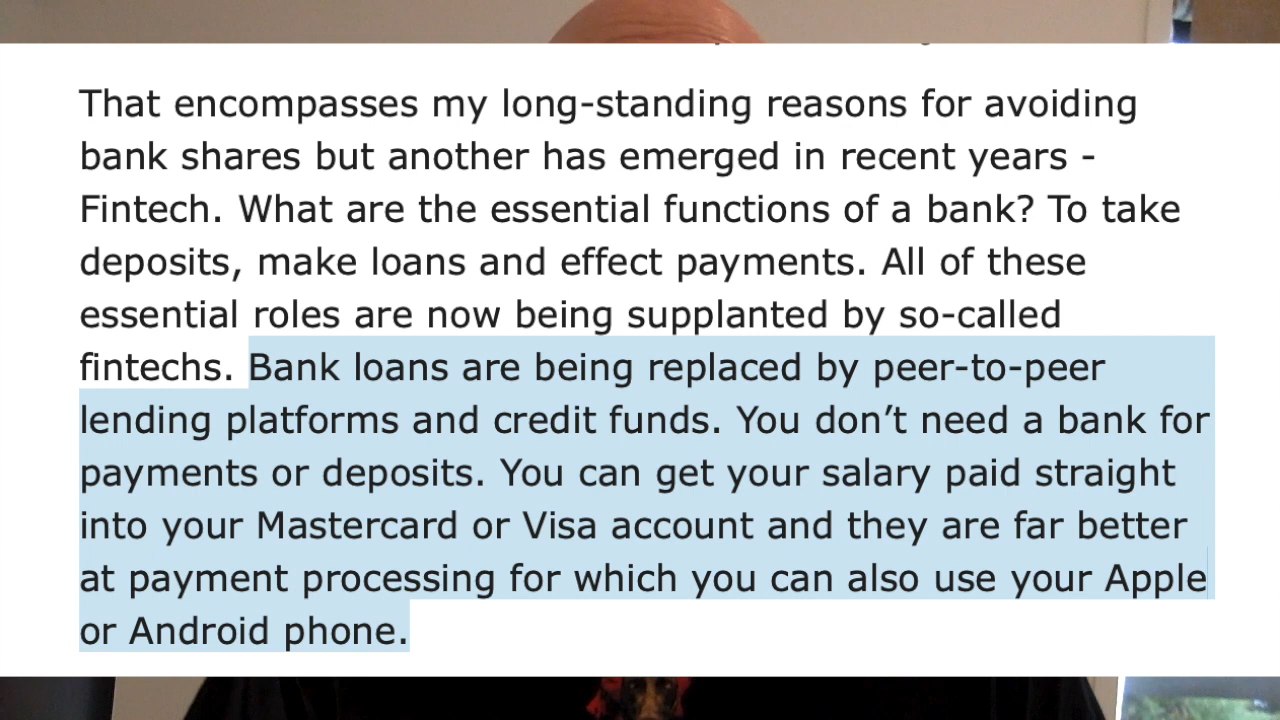 That encompasses my long-standing reasons for avoiding
bank shares but another has emerged in recent years -
Fintech. What are the essential functions of a bank? To take
deposits, make loans and effect payments. All of these
essential roles are now being supplanted by so-called
fintechs. Bank loans are being replaced by peer-to-peer
lending platforms and credit funds. You don’t need a bank for
payments or deposits. You can get your salary paid straight
into your Mastercard or Visa account and they are far better
at payment processing for which you can also use your Apple
or Android phone.